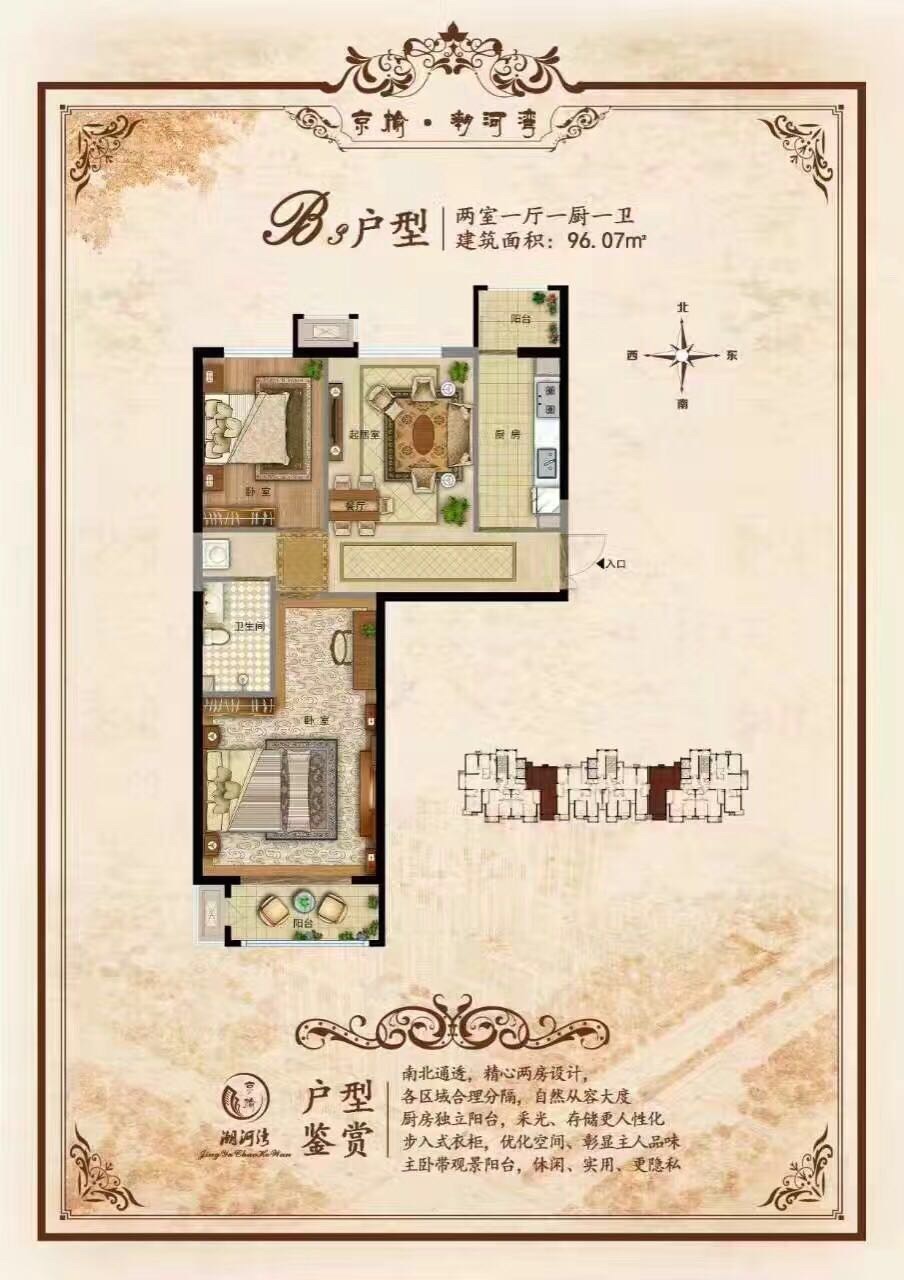 京榆·潮河湾
B3户型
两室一厅一厨一卫
建筑面积：96.07㎡
北
西
东
南
阳台
起居室
厨房
卧室
餐厅
入口
卫生间
卧室
阳台
户型
鉴赏
京榆
潮河湾
JingYuChaoHeWan
南北通透，精心两房设计，
各区域合理分隔，自然从容大度
厨房独立阳台，采光、存储更人性化
步入式衣柜，优化空间、彰显主人品味
主卧带观景阳台，休闲、实用、更隐私